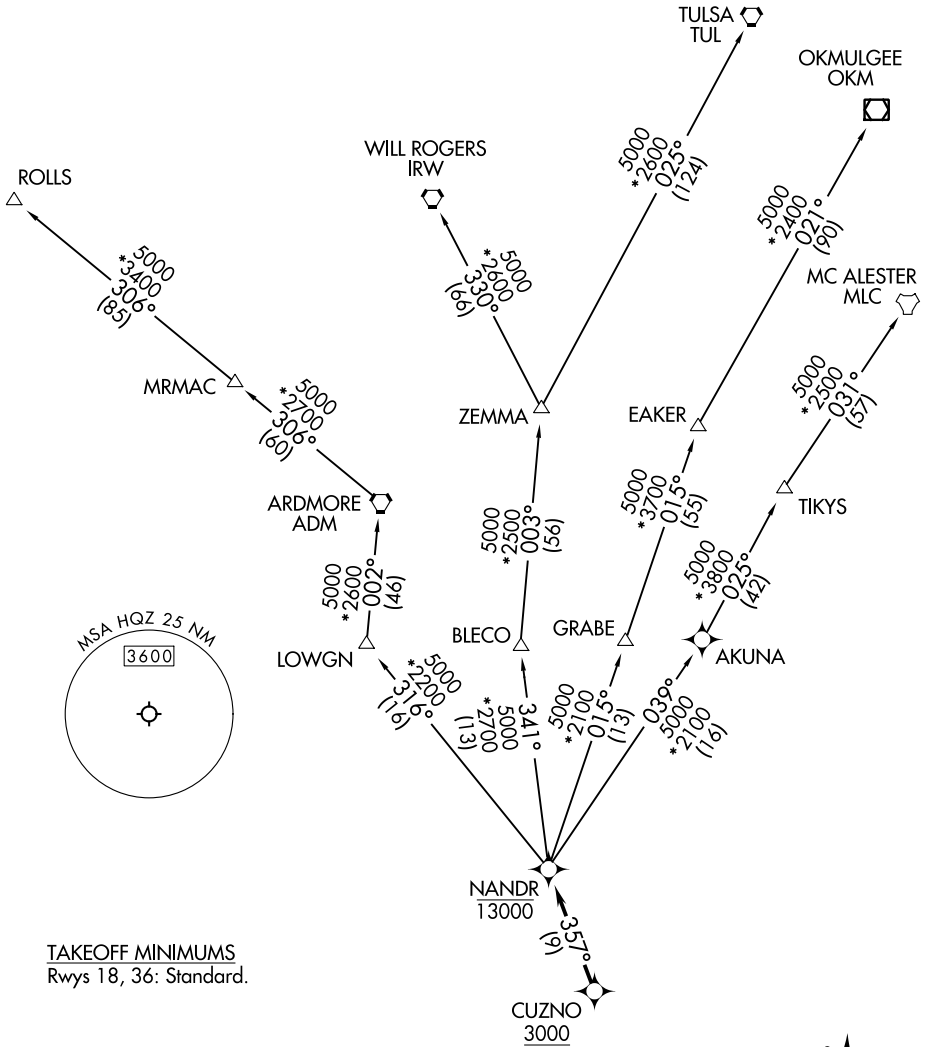 TULSA
TUL
OKMULGEE
OKM
WILL ROGERS
IRW
ROLLS
5000
*2600
025°
(124)
5000
*2400
021°
(90)
5000
*3400
306°
(85)
5000
*2600
330°
(66)
MC ALESTER
MLC
MRMAC
5000
*2700
306°
(60)
ZEMMA
EAKER
5000
*2500
031°
(57)
ARDMORE
ADM
5000
*2500
003°
(56)
5000
*3700
015°
(55)
TIKYS
5000
*2600
002°
(46)
5000
*3800
025°
(42)
MSA HQZ 25 NM
3600
LOWGN
BLECO
GRABE
AKUNA
5000
*2200
316°
(16)
341°
5000
*2700
(13)
5000
*2100
015°
(13)
039°
5000
*2100
(16)
NANDR
13000
357°
(9)
TAKEOFF MINIMUMS
Rwys 18, 36: Standard.
CUZNO
3000